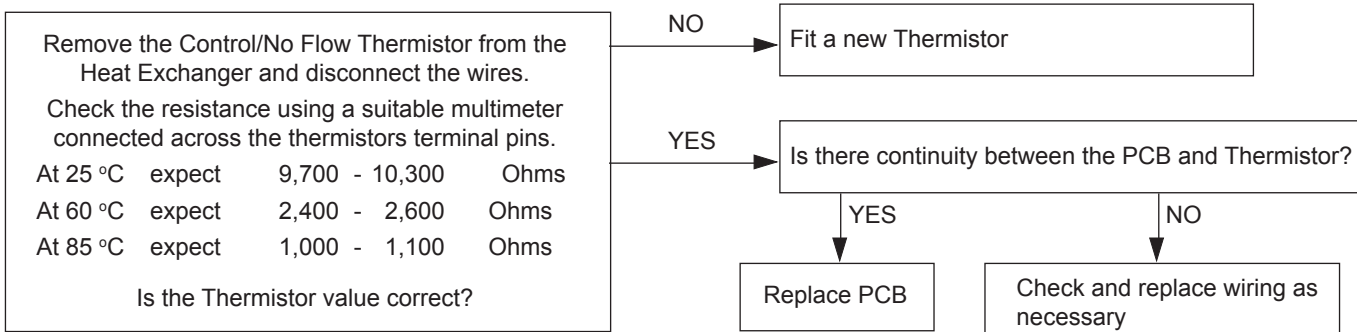 Remove the Control/No Flow Thermistor from the
Heat Exchanger and disconnect the wires.
Check the resistance using a suitable multimeter
connected across the thermistors terminal pins.
At 25 °C expect 9,700 - 10,300 Ohms
At 60 °C expect 2,400 - 2,600 Ohms
At 85 °C expect 1,000 - 1,100 Ohms
Is the Thermistor value correct?
NO
Fit a new Thermistor
YES
Is there continuity between the PCB and Thermistor?
YES
NO
Replace PCB
Check and replace wiring as
necessary